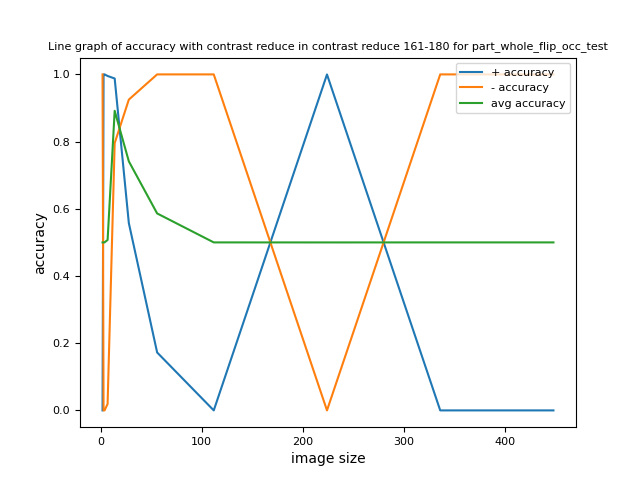 Line graph of accuracy with contrast reduce in contrast reduce 161-180 for part_whole_flip_occ_test
+ accuracy
- accuracy
avg accuracy
1.0
0.8
0.6
0.4
0.2
0.0
accuracy
0 100 200 300 400
image size